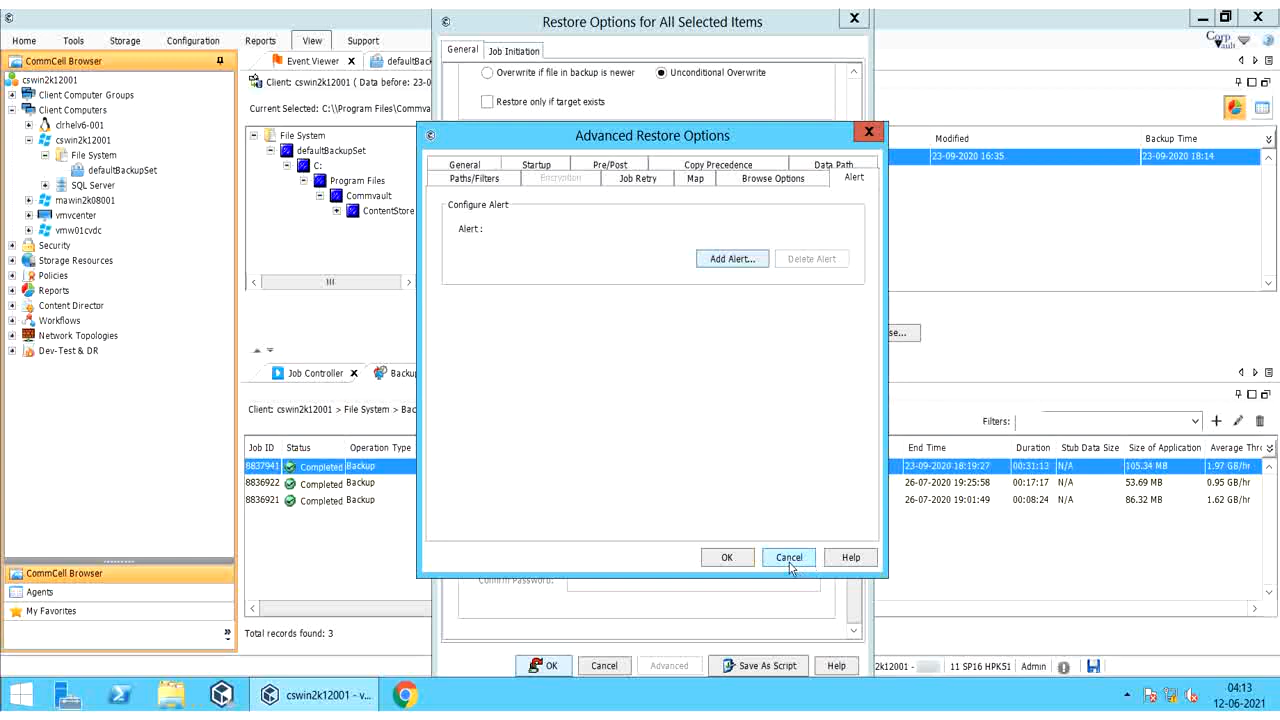 Restore Options for All Selected Items
X
X
Home Tools Storage Configuration Reports View Support
General Job Initiation
CommCell Browser
Event Viewer X defaultBack
cswin2k12001
Client: cswin2k12001 ( Data before: 23-0
Overwrite if file in backup is newer Unconditional Overwrite
Client Computer Groups
Client Computers
Current Selected: C:\\Program Files\Commva
Restore only if target exists
clrhelv6-001
cswin2k12001
File System
defaultBackupSet
SQL Server
mawin2k08001
vmvcenter
vmw01cvdc
Security
Storage Resources
Policies
Reports
Content Director
Workflows
Network Topologies
Dev-Test & DR
File System
defaultBackupSet
C:
Program Files
Commvault
ContentStore
Advanced Restore Options
X
General Startup Pre/Post Copy Precedence Data Path
Paths/Filters Encryption Job Retry Map Browse Options Alert
Configure Alert
Alert :
Add Alert... Delete Alert
OK Cancel Help
Modified Backup Time
23-09-2020 16:35 23-09-2020 18:14
se...
Job Controller X Backu
Client: cswin2k12001 > File System > Bac
Filters:
Job ID Status Operation Type End Time Duration Stub Data Size Size of Application Average Thro
8837941 Completed Backup 23-09-2020 18:19:27 00:31:13 N/A 105.34 MB 1.97 GB/hr
8836922 Completed Backup 26-07-2020 19:25:58 00:17:17 N/A 53.69 MB 0.95 GB/hr
8836921 Completed Backup 26-07-2020 19:01:49 00:08:24 N/A 86.32 MB 1.62 GB/hr
CommCell Browser
Agents
My Favorites
Confirm Password:
Total records found: 3
OK Cancel Advanced Save As Script Help
2k12001 - 11 SP16 HPK51 Admin
cswin2k12001 - v...
04:13
12-06-2021